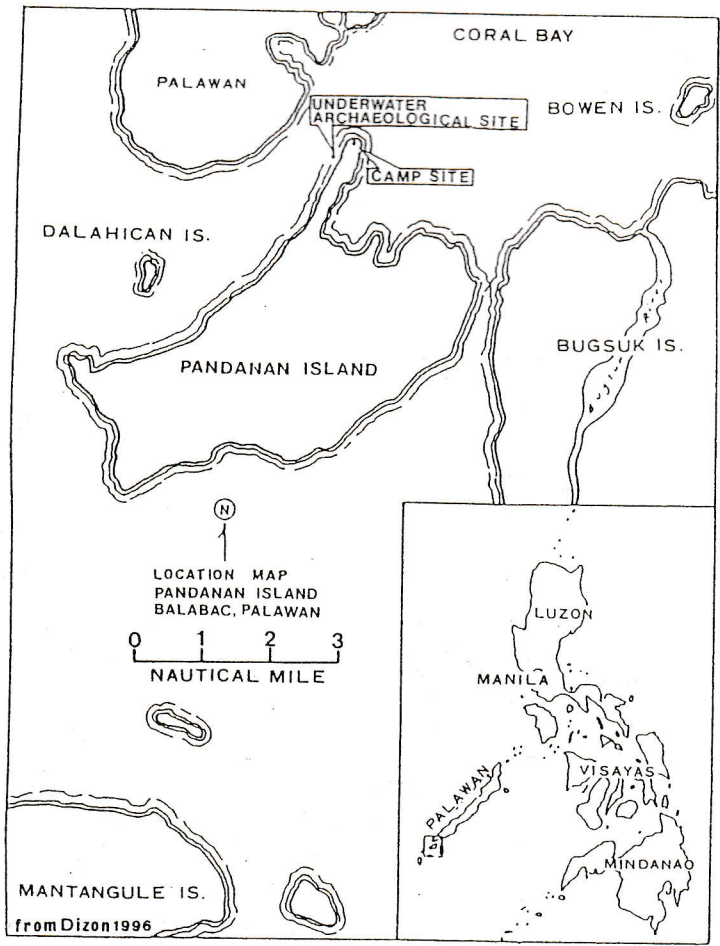 CORAL BAY
PALAWAN
UNDERWATER
ARCHAEOLOGICAL SITE
BOWEN IS.
CAMP SITE
DALAHICAN IS.
BUGSUK IS.
PANDANAN ISLAND
N
LOCATION MAP
PANDANAN ISLAND
BALABAC, PALAWAN
0 1 2 3
NAUTICAL MILE
LUZON
MANILA
VISAYAS
PALAWAN
MINDANAO
MANTANGULE IS.
from Dizon 1996